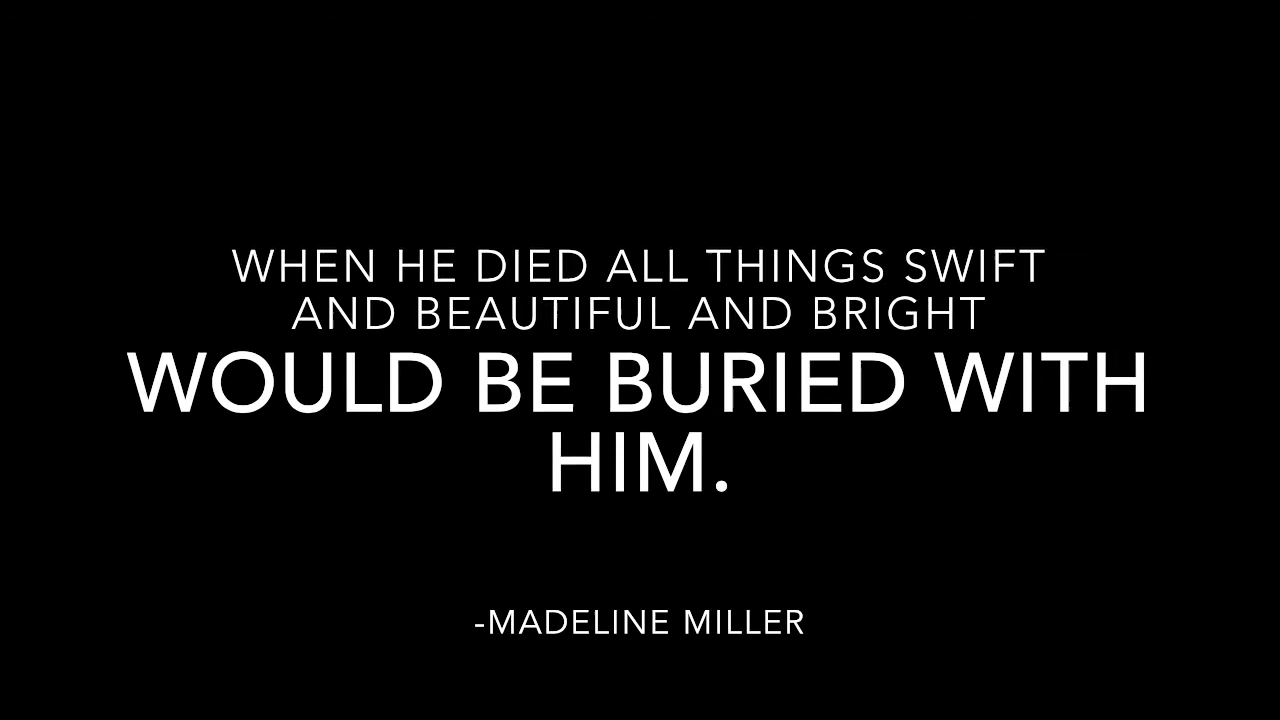 WHEN HE DIED ALL THINGS SWIFT
AND BEAUTIFUL AND BRIGHT
WOULD BE BURIED WITH
HIM.
-MADELINE MILLER